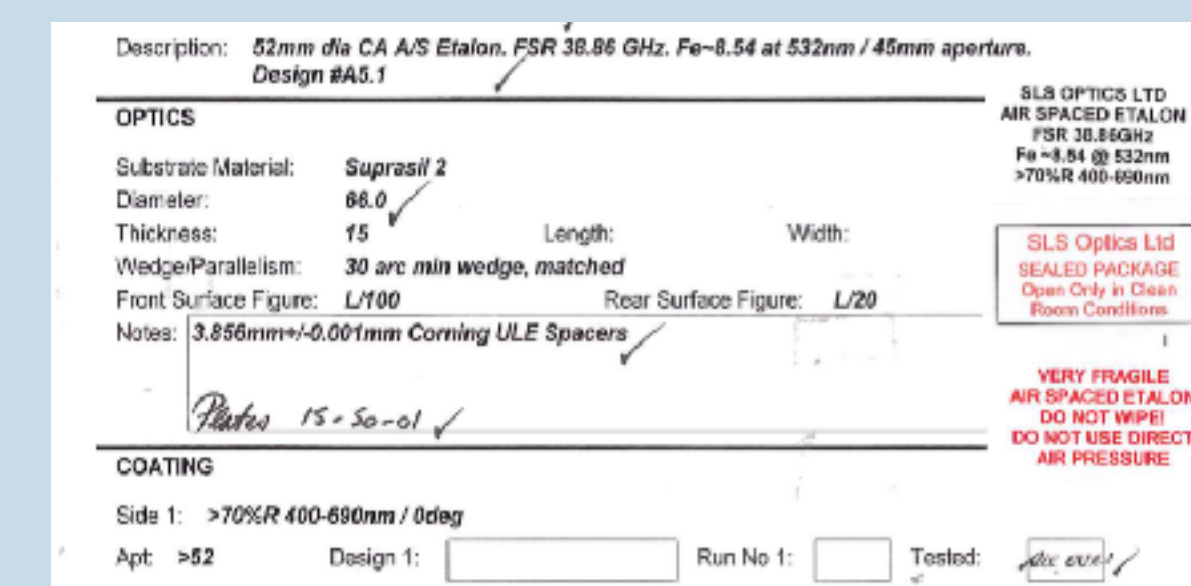 Description: 52mm dia CA A/S Etalon. FSR 38.86 GHz. Fe~8.54 at 532nm / 45mm aperture.
Design #A5.1
OPTICS
Substrate Material: Suprasil 2
Diameter: 66.0
Thickness: 15 Length: Width:
Wedge/Parallelism: 30 arc min wedge, matched
Front Surface Figure: L/100 Rear Surface Figure: L/20
Notes: 3.856mm+/-0.001mm Corning ULE Spacers
Plates 15-50-01
COATING
Side 1: >70%R 400-690nm / 0deg
Apt: >52 Design 1: Run No 1: Tested:
SLS OPTICS LTD
AIR SPACED ETALON
FSR 38.86GHz
Fe~8.54 @ 532nm
>70%R 400-690nm
SLS Optics Ltd
SEALED PACKAGE
Open Only in Clean
Room Conditions
VERY FRAGILE
AIR SPACED ETALON
DO NOT WIPE!
DO NOT USE DIRECT
AIR PRESSURE